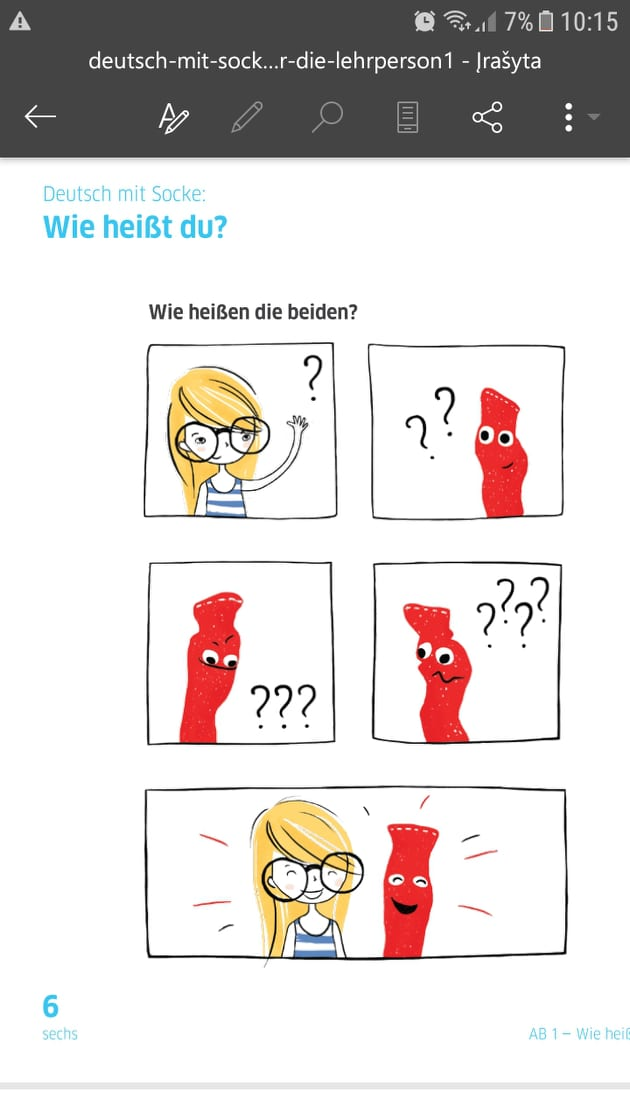 7% 10:15
deutsch-mit-sock...r-die-lehrperson1 - Įrašyta
Deutsch mit Socke:
Wie heißt du?
Wie heißen die beiden?
?
? ?
???
????
6
sechs
AB 1 – Wie heiß